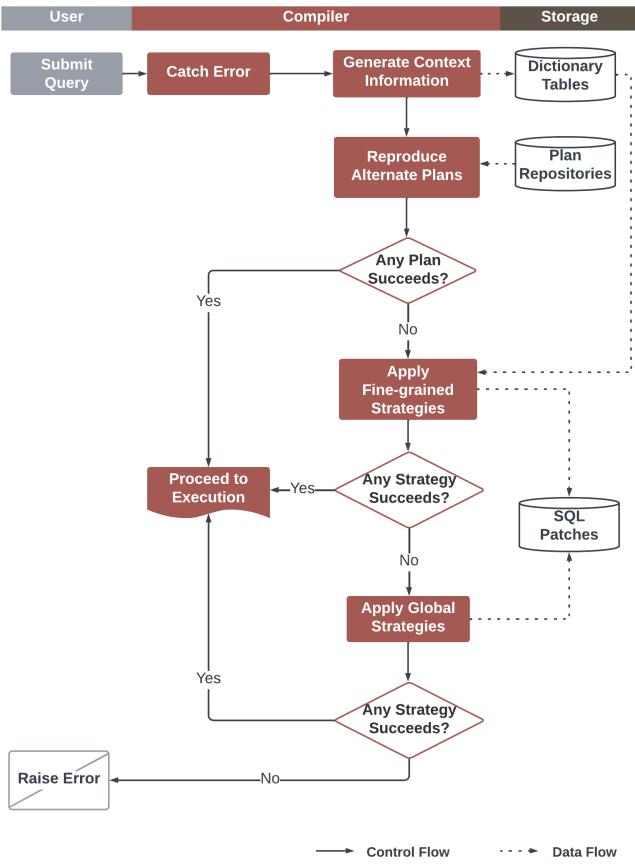 User
Compiler
Storage
Submit
Query
Catch Error
Generate Context
Information
Dictionary
Tables
Reproduce
Alternate Plans
Plan
Repositories
Any Plan
Succeeds?
Yes
No
Apply
Fine-grained
Strategies
Proceed to
Execution
Yes
Any Strategy
Succeeds?
SQL
Patches
No
Apply Global
Strategies
Yes
Any Strategy
Succeeds?
Raise Error
No
Control Flow
Data Flow